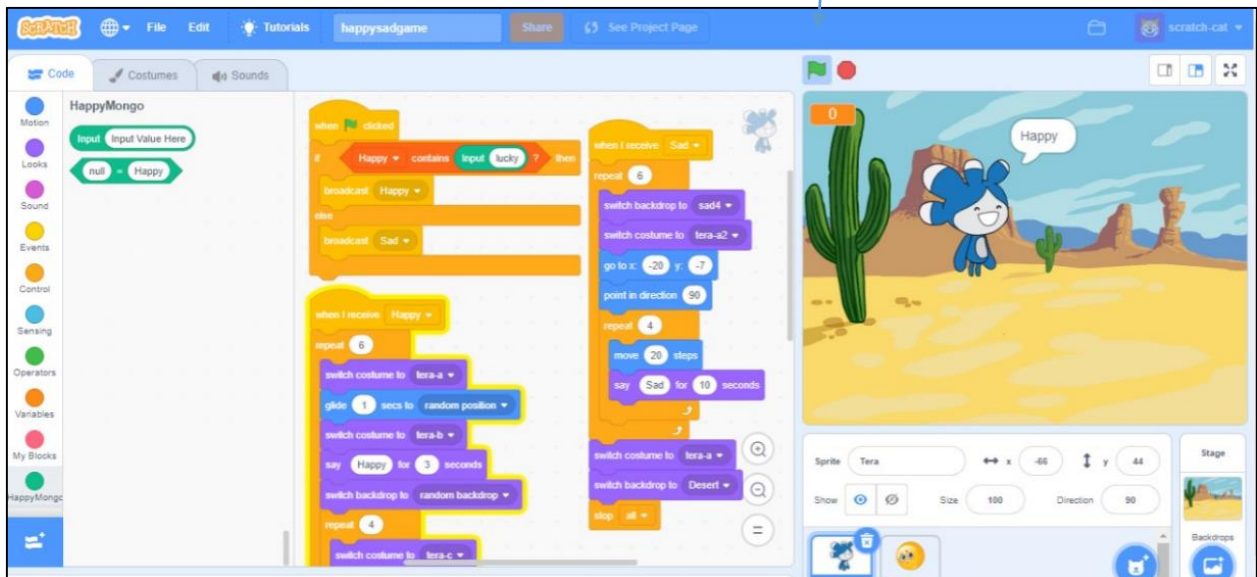 SCRATCH File Edit Tutorials happysadgame Share See Project Page scratch-cat
Code Costumes Sounds
Motion
Looks
Sound
Events
Control
Sensing
Operators
Variables
My Blocks
HappyMongo
HappyMongo
Input Input Value Here
null = Happy
when clicked
if Happy contains Input lucky ? then
broadcast Happy
else
broadcast Sad
when I receive Happy
repeat 6
switch costume to tera-a
glide 1 secs to random position
switch costume to tera-b
say Happy for 3 seconds
switch backdrop to random backdrop
repeat 4
switch costume to tera-c
when I receive Sad
repeat 6
switch backdrop to sad4
switch costume to tera-a2
go to x: -20 y: -7
point in direction 90
repeat 4
move 20 steps
say Sad for 10 seconds
switch costume to tera-a
switch backdrop to Desert
stop all
0
Happy
Sprite Tera x -66 y 44
Show Size 100 Direction 90
Stage
Backdrops